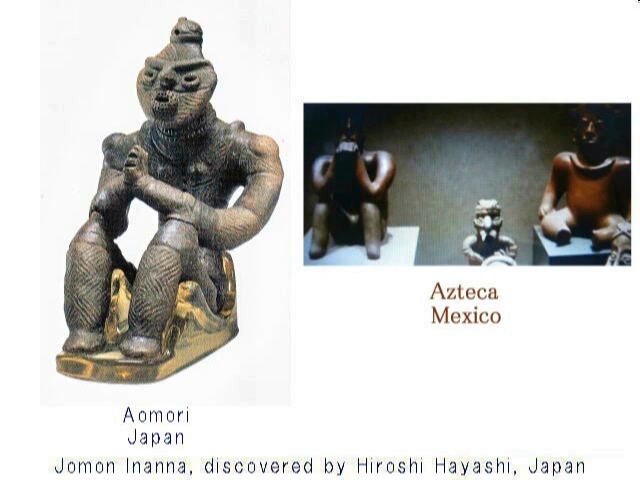 Azteca
Mexico
Aomori
Japan
Jomon Inanna, discovered by Hiroshi Hayashi, Japan